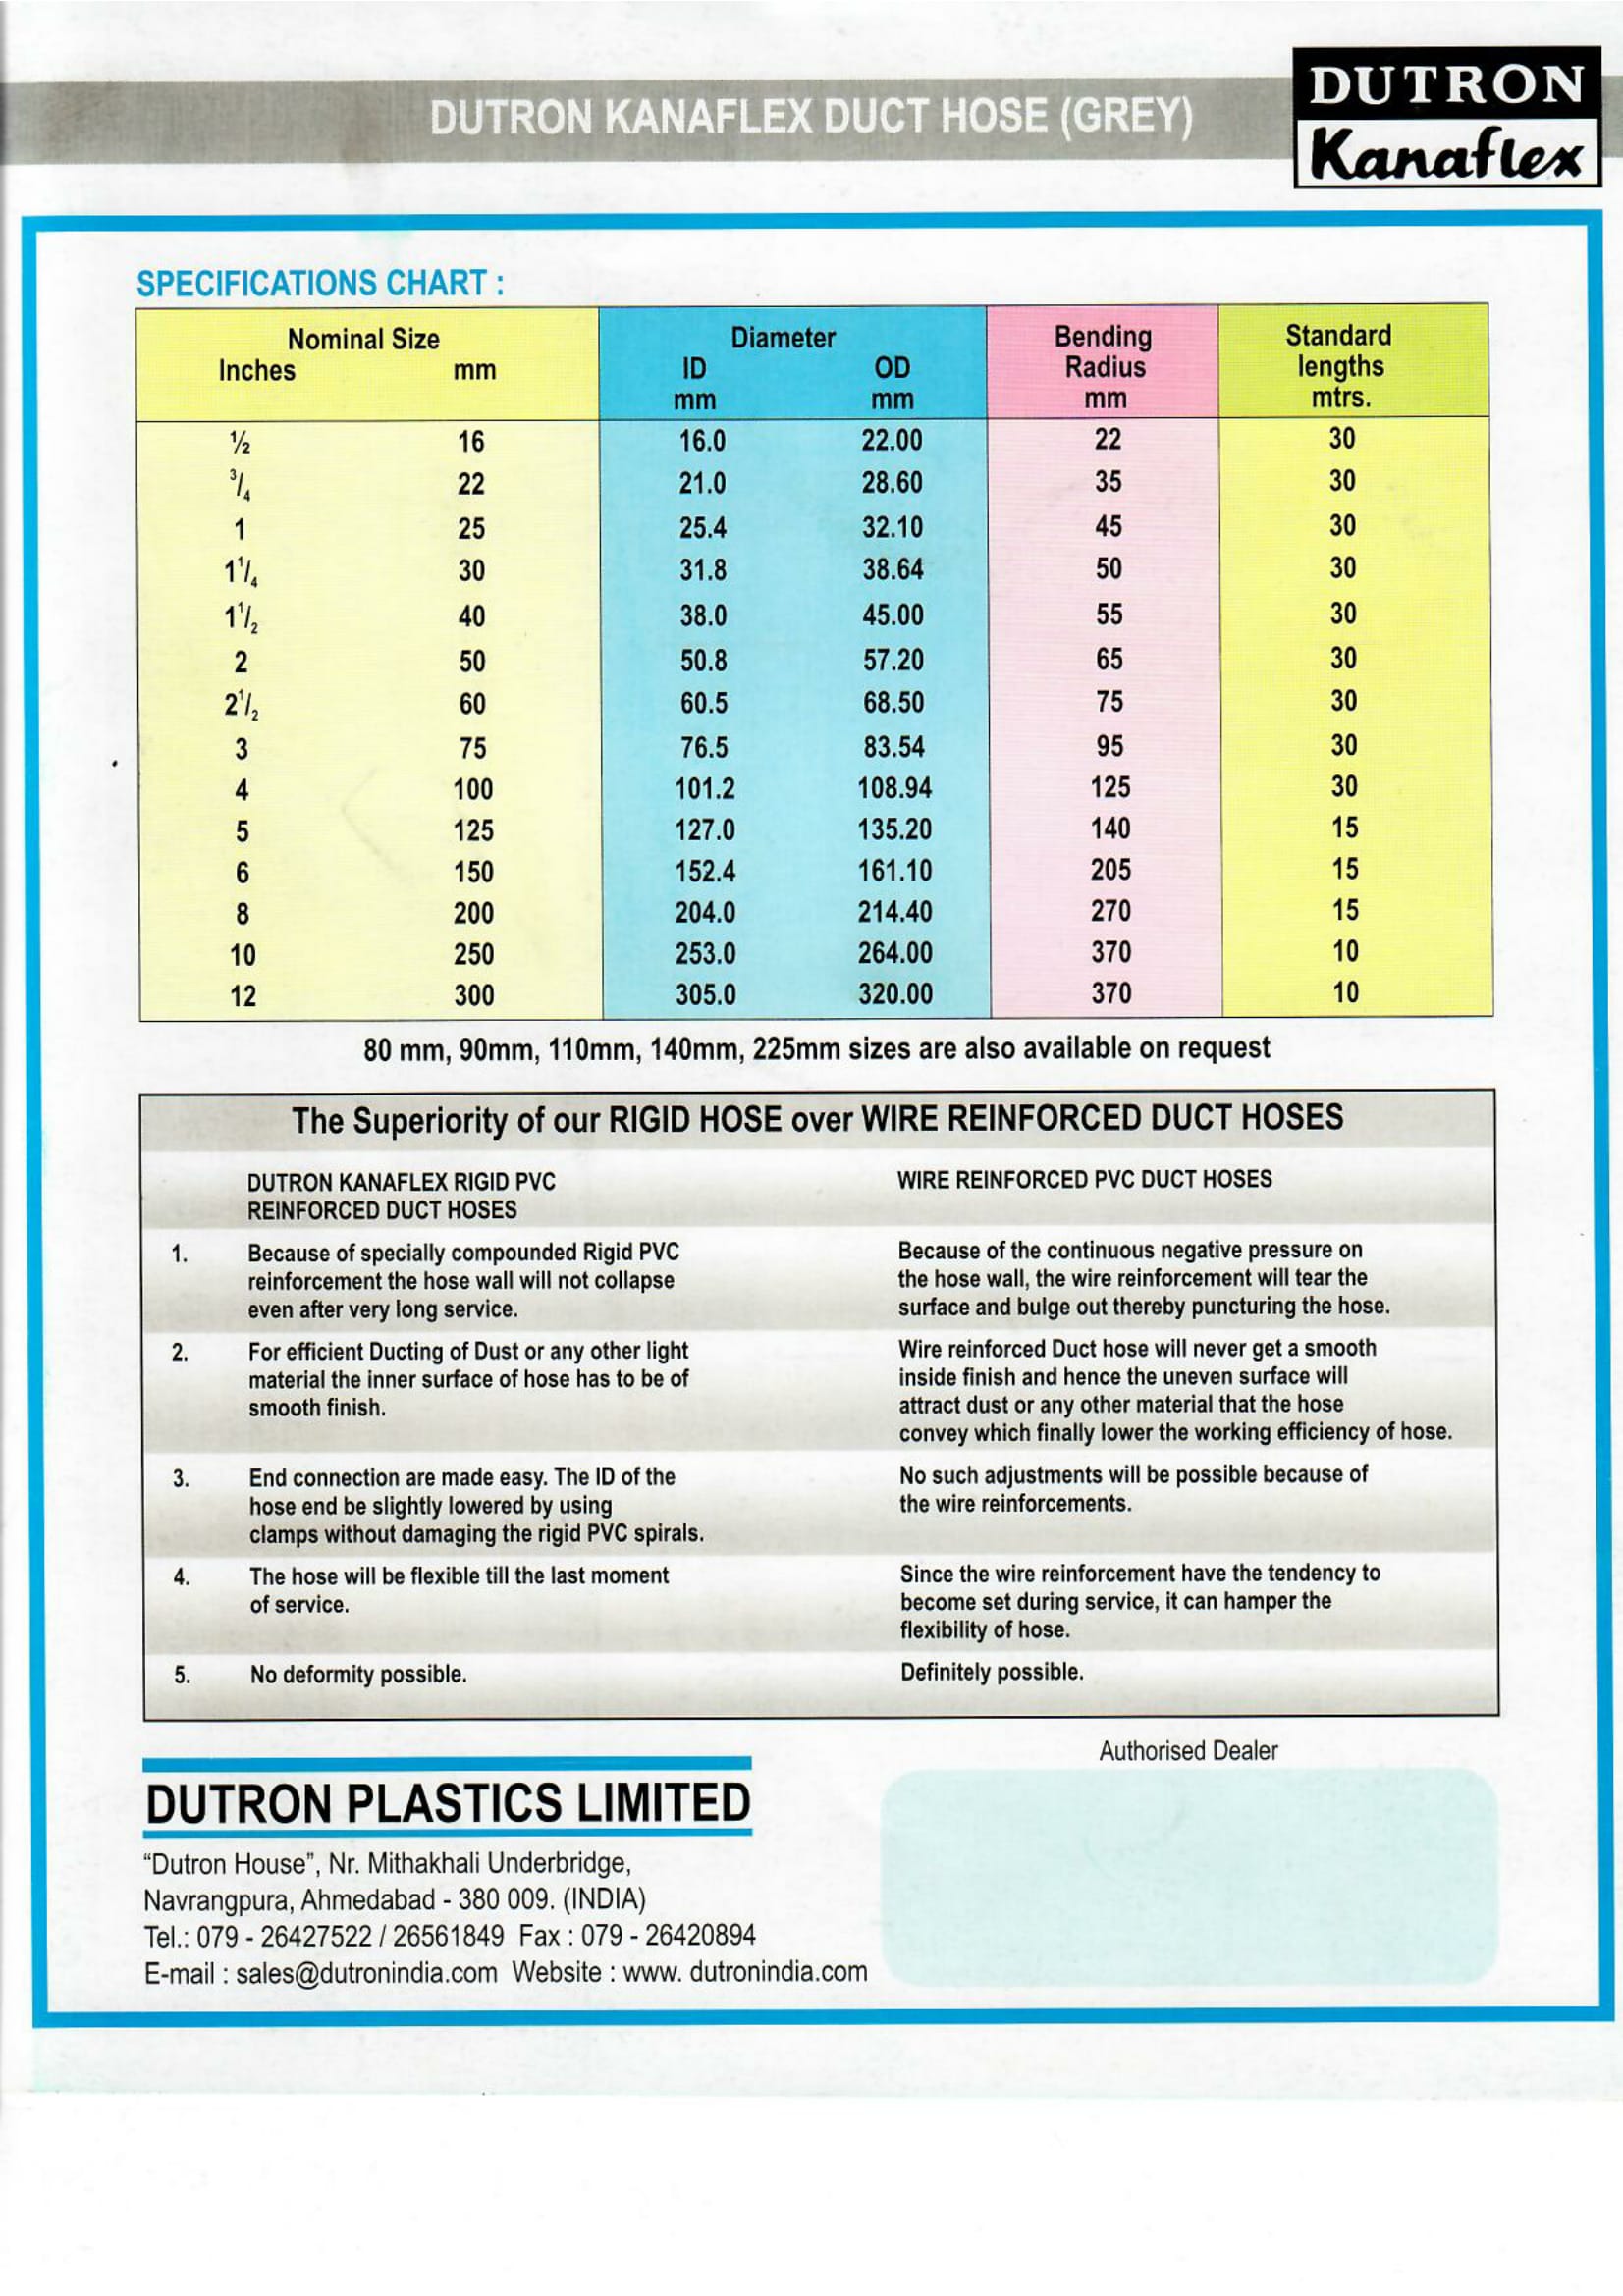 DUTRON KANAFLEX DUCT HOSE (GREY)
DUTRON
Kanaflex
SPECIFICATIONS CHART :
Nominal Size Diameter Bending Standard
Inches mm ID OD Radius lengths
mm mm mm mtrs.
½ 16 16.0 22.00 22 30
3/4 22 21.0 28.60 35 30
1 25 25.4 32.10 45 30
1 1/4 30 31.8 38.64 50 30
1 1/2 40 38.0 45.00 55 30
2 50 50.8 57.20 65 30
2 1/2 60 60.5 68.50 75 30
3 75 76.5 83.54 95 30
4 100 101.2 108.94 125 30
5 125 127.0 135.20 140 15
6 150 152.4 161.10 205 15
8 200 204.0 214.40 270 15
10 250 253.0 264.00 370 10
12 300 305.0 320.00 370 10
80 mm, 90mm, 110mm, 140mm, 225mm sizes are also available on request
The Superiority of our RIGID HOSE over WIRE REINFORCED DUCT HOSES
DUTRON KANAFLEX RIGID PVC
REINFORCED DUCT HOSES
WIRE REINFORCED PVC DUCT HOSES
1. Because of specially compounded Rigid PVC
reinforcement the hose wall will not collapse
even after very long service.
Because of the continuous negative pressure on
the hose wall, the wire reinforcement will tear the
surface and bulge out thereby puncturing the hose.
2. For efficient Ducting of Dust or any other light
material the inner surface of hose has to be of
smooth finish.
Wire reinforced Duct hose will never get a smooth
inside finish and hence the uneven surface will
attract dust or any other material that the hose
convey which finally lower the working efficiency of hose.
3. End connection are made easy. The ID of the
hose end be slightly lowered by using
clamps without damaging the rigid PVC spirals.
No such adjustments will be possible because of
the wire reinforcements.
4. The hose will be flexible till the last moment
of service.
Since the wire reinforcement have the tendency to
become set during service, it can hamper the
flexibility of hose.
5. No deformity possible.
Definitely possible.
Authorised Dealer
DUTRON PLASTICS LIMITED
“Dutron House”, Nr. Mithakhali Underbridge,
Navrangpura, Ahmedabad - 380 009. (INDIA)
Tel.: 079 - 26427522 / 26561849 Fax : 079 - 26420894
E-mail : sales@dutronindia.com Website : www. dutronindia.com